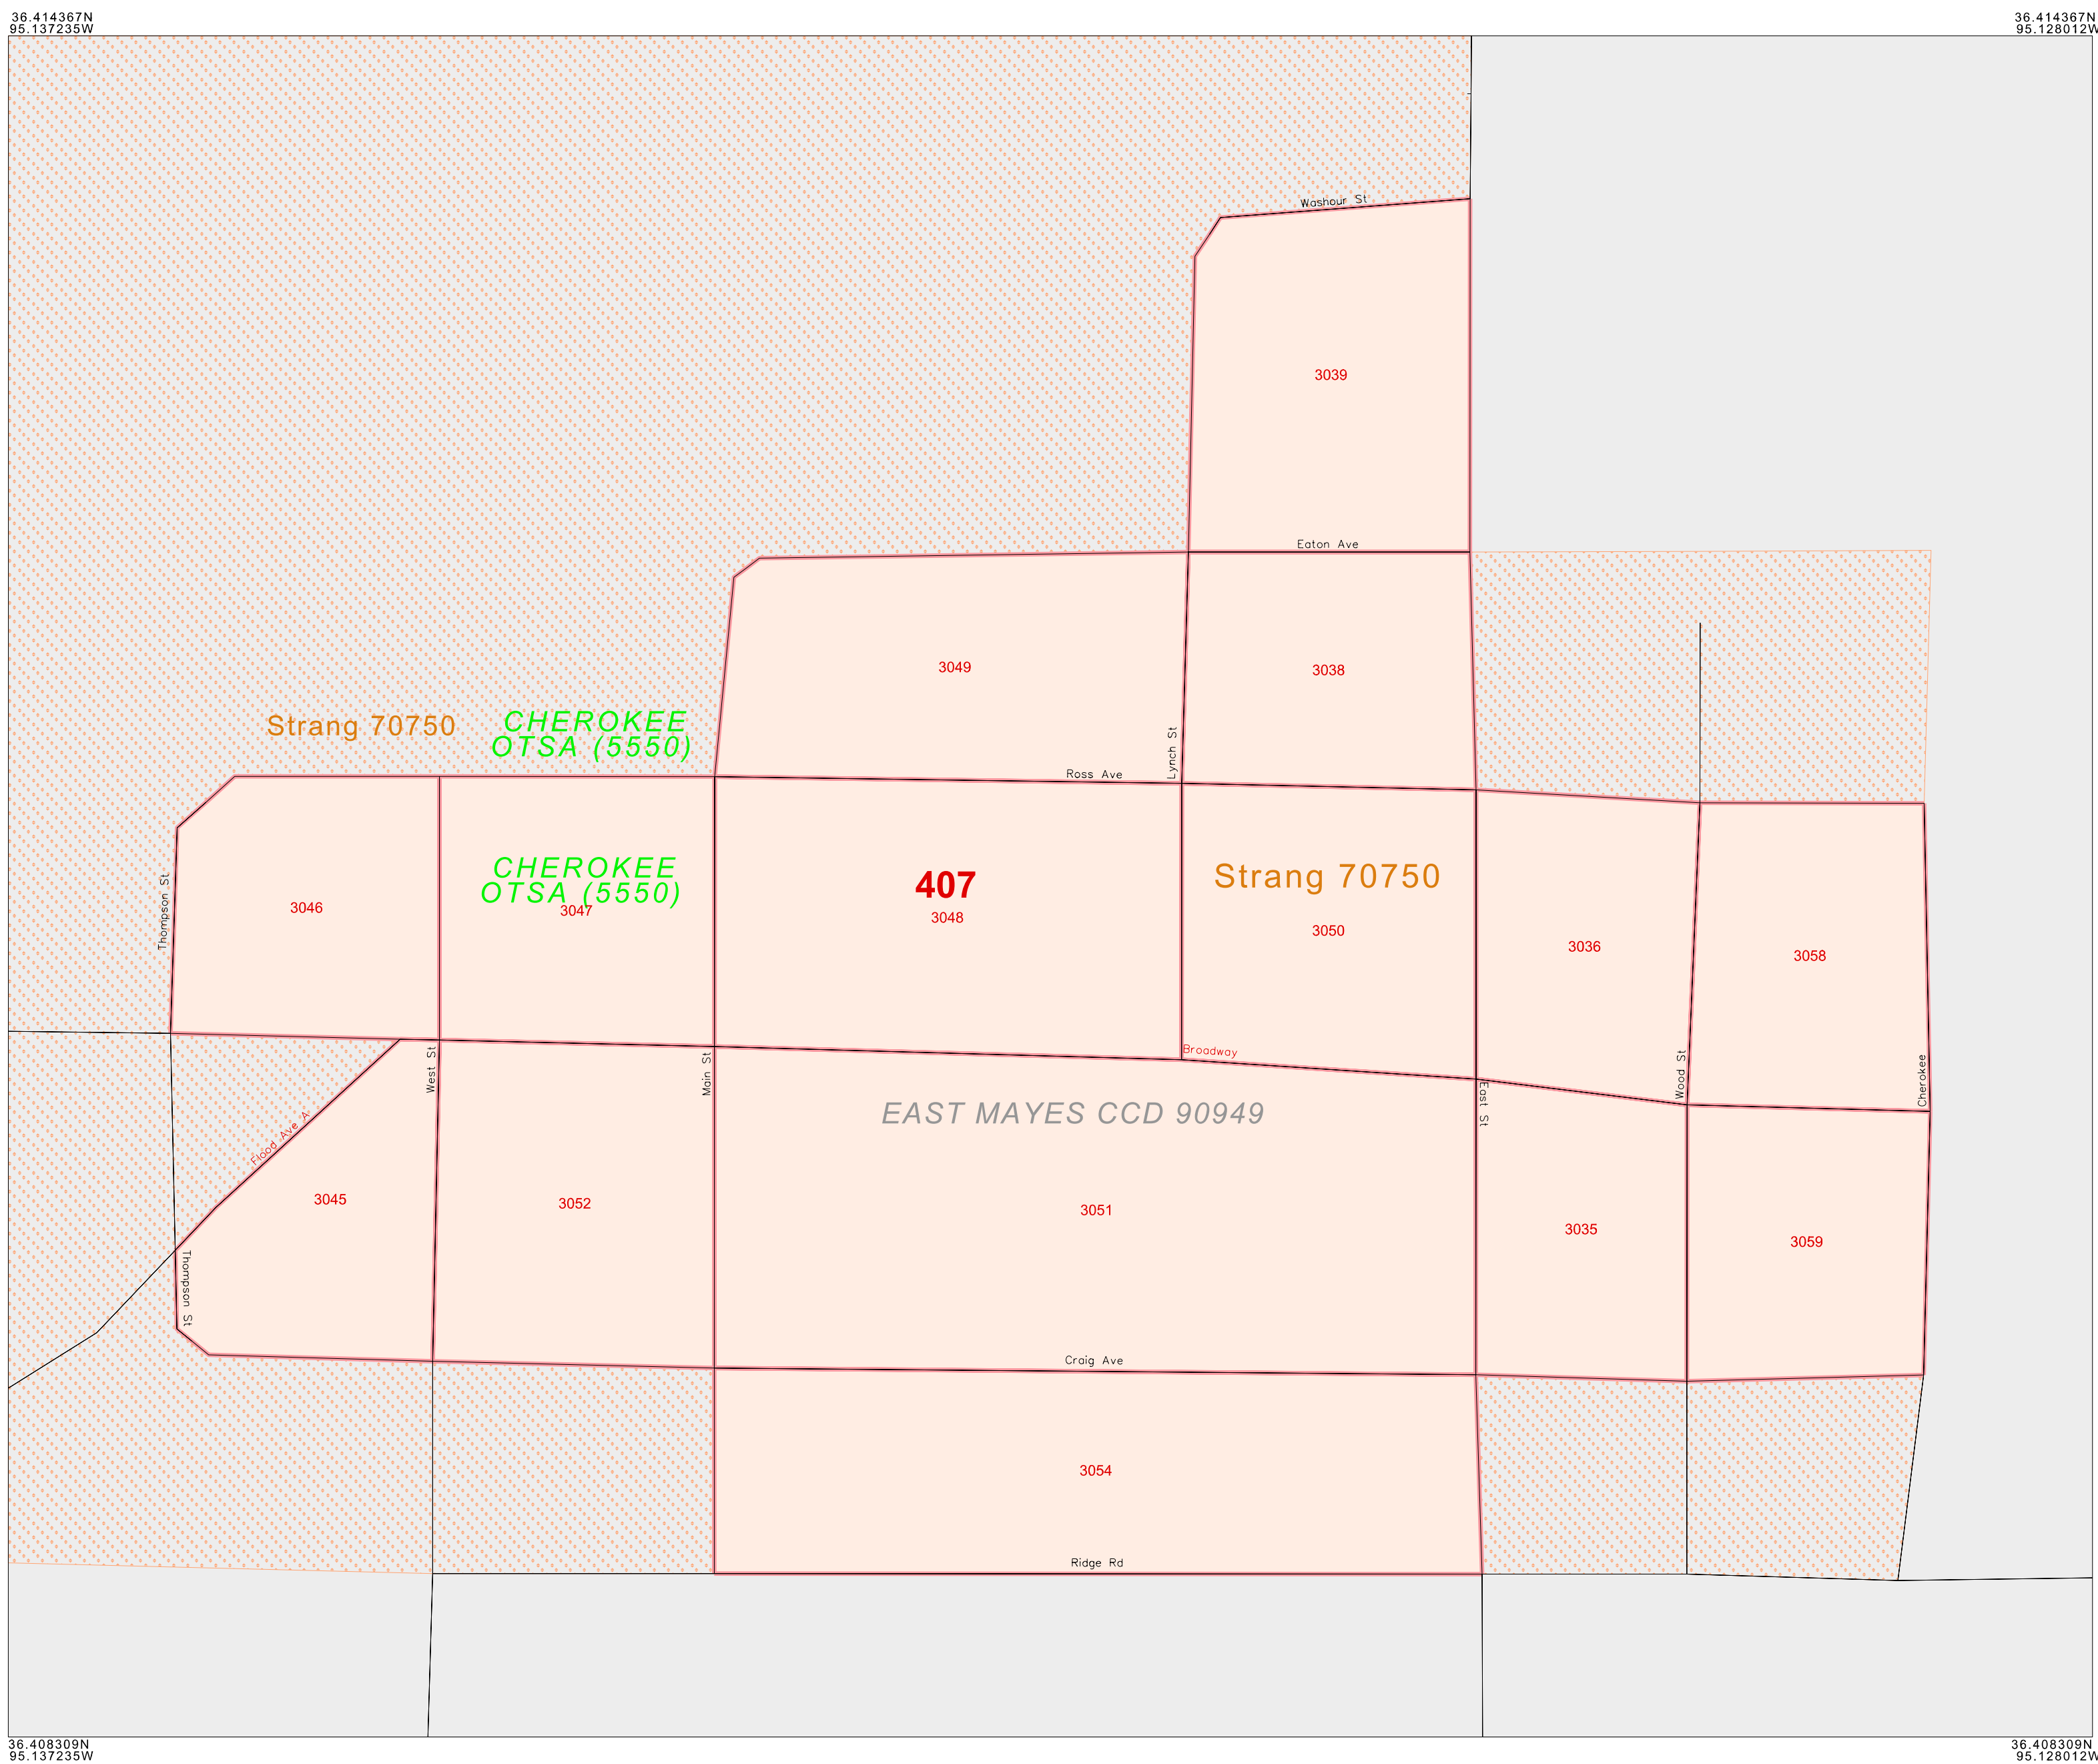 36.414367N
95.137235W
36.414367N
95.128012W
Washour St
3039
Eaton Ave
3049
3038
Strang 70750
CHEROKEE
OTSA (5550)
Lynch St
Ross Ave
Thompson St
3046
CHEROKEE
OTSA (5550)
3047
407
3048
Strang 70750
3050
3036
3058
Broadway
West St
Main St
East St
Wood St
Cherokee
EAST MAYES CCD 90949
Flood Ave A
3045
3052
3051
3035
3059
Thompson St
Craig Ave
3054
Ridge Rd
36.408309N
95.137235W
36.408309N
95.128012W